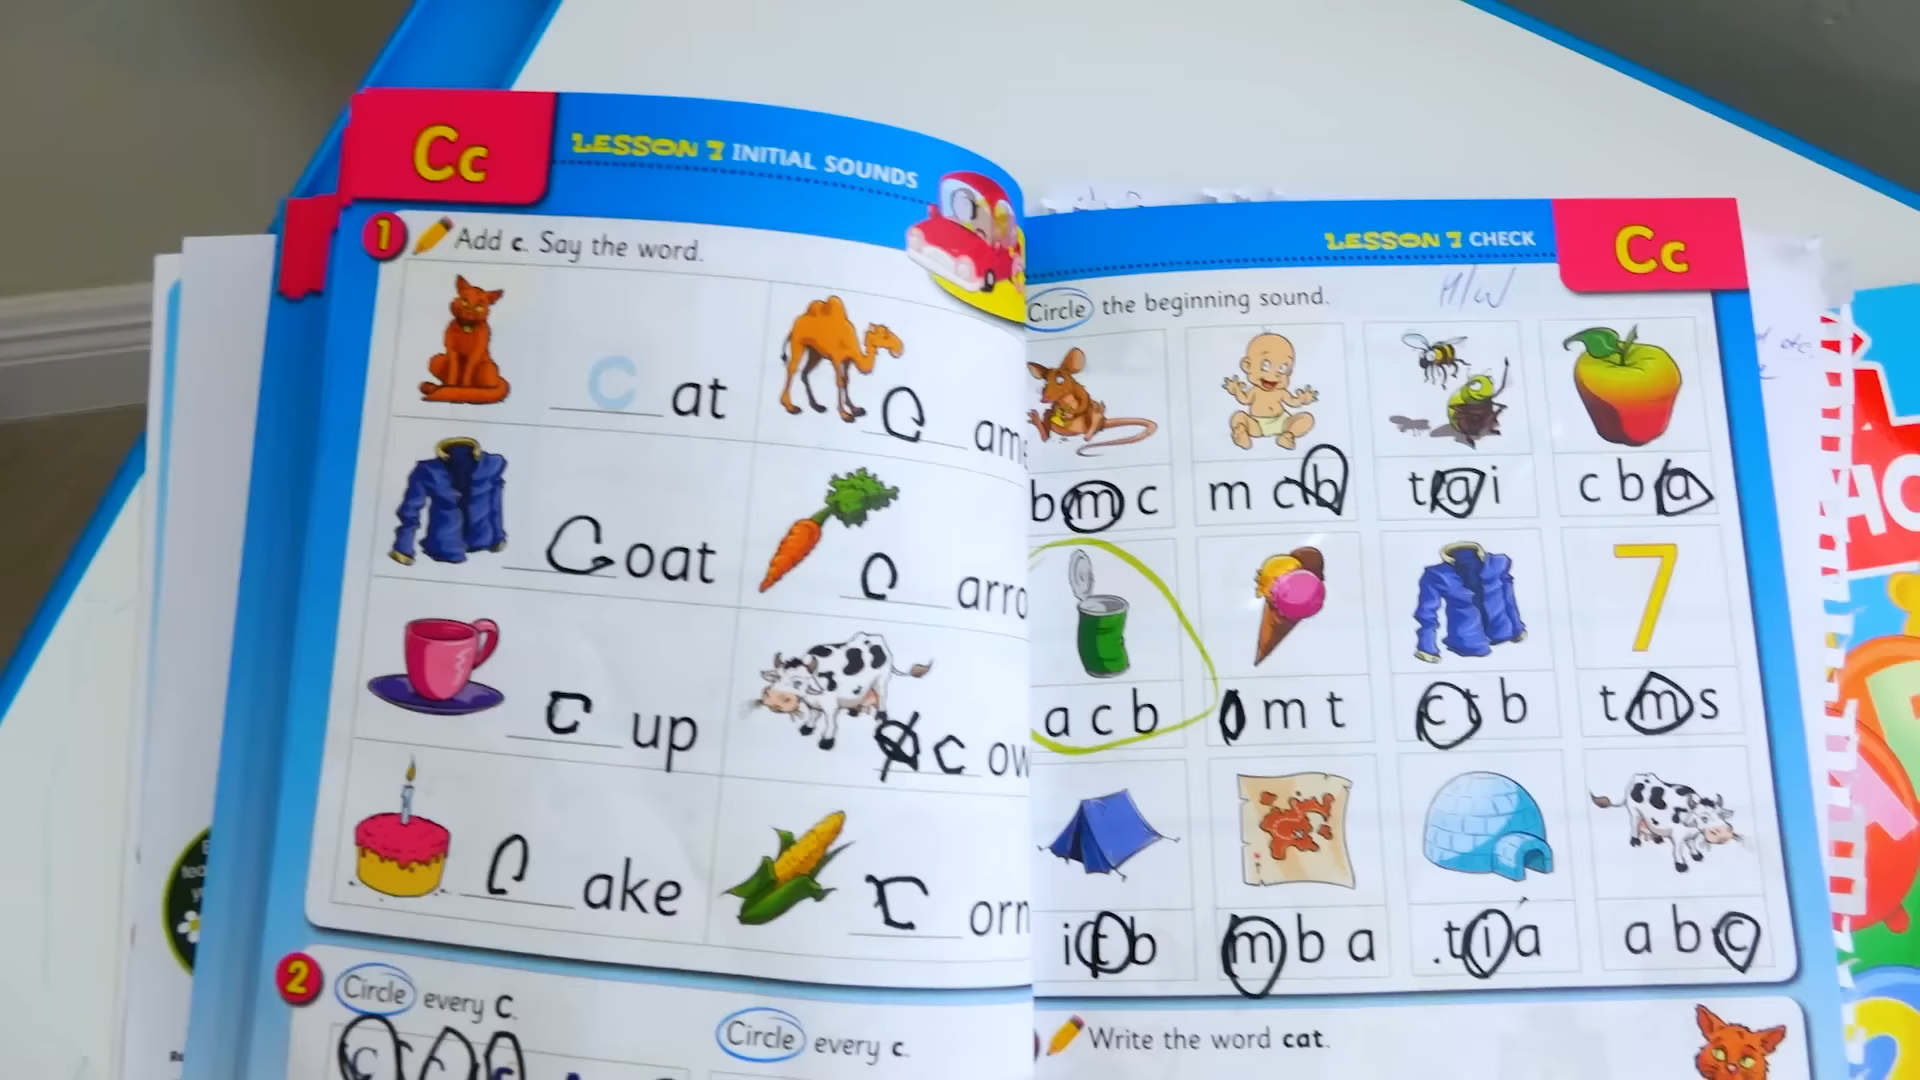 Cc
LESSON 7 INITIAL SOUNDS
1 Add c. Say the word.
c at
c am
c oat
c arro
c up
c ow
c ake
c orn
2 Circle every c.
Circle every c.
LESSON 7 CHECK
Cc
H/W
Circle the beginning sound.
b m c
m c b
t a i
c b a
a c b
m t
c t b
7
t m s
i t b
m b a
t i a
a b c
Write the word cat.